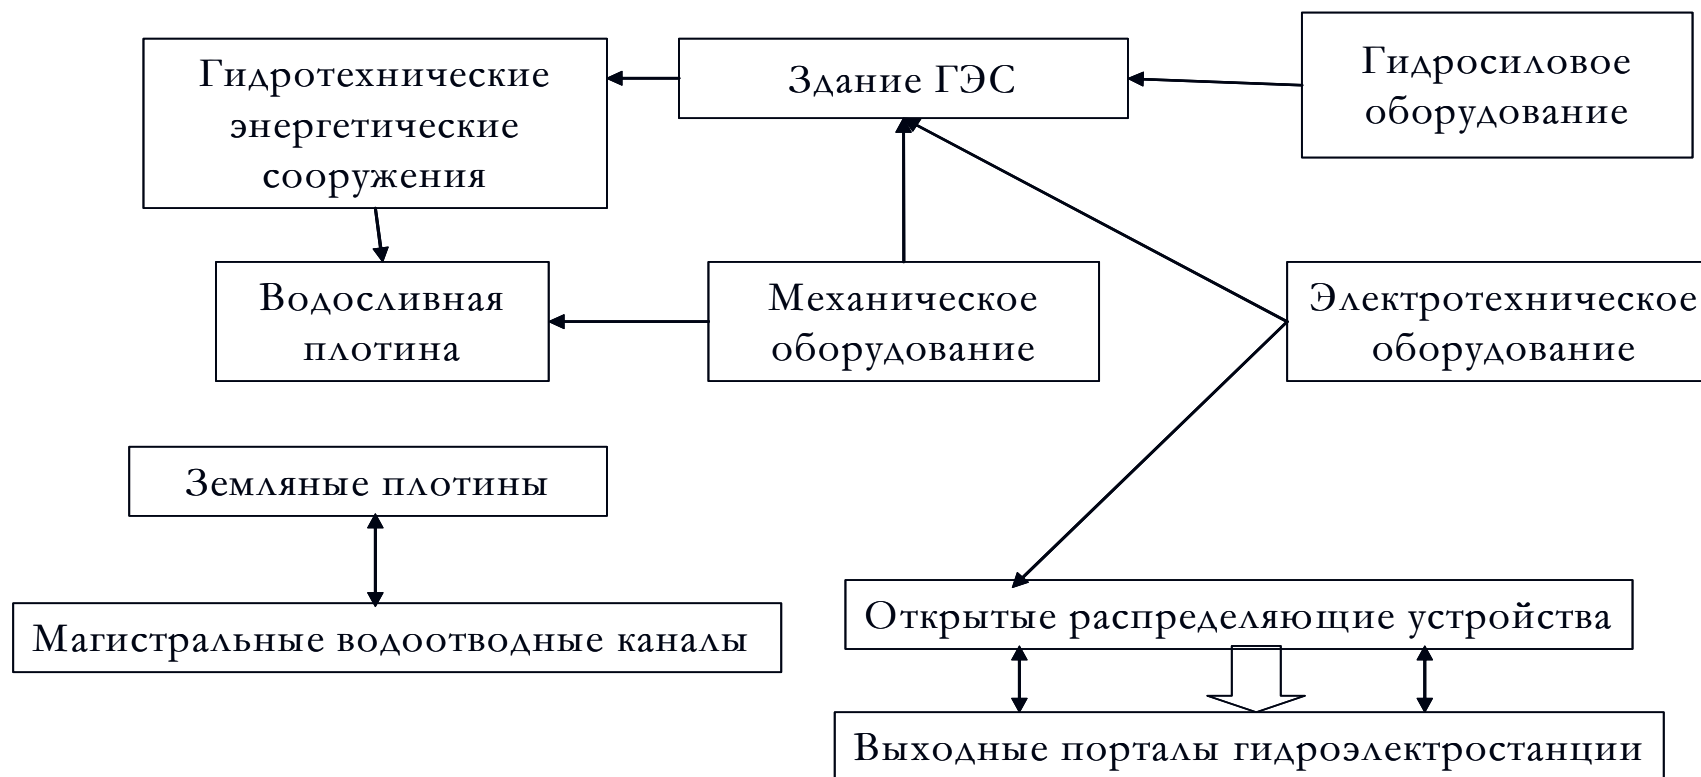 Гидротехнические
энергетические
сооружения
Здание ГЭС
Гидросиловое
оборудование
Водосливная
плотина
Механическое
оборудование
Электротехническое
оборудование
Земляные плотины
Магистральные водоотводные каналы
Открытые распределяющие устройства
Выходные порталы гидроэлектростанции